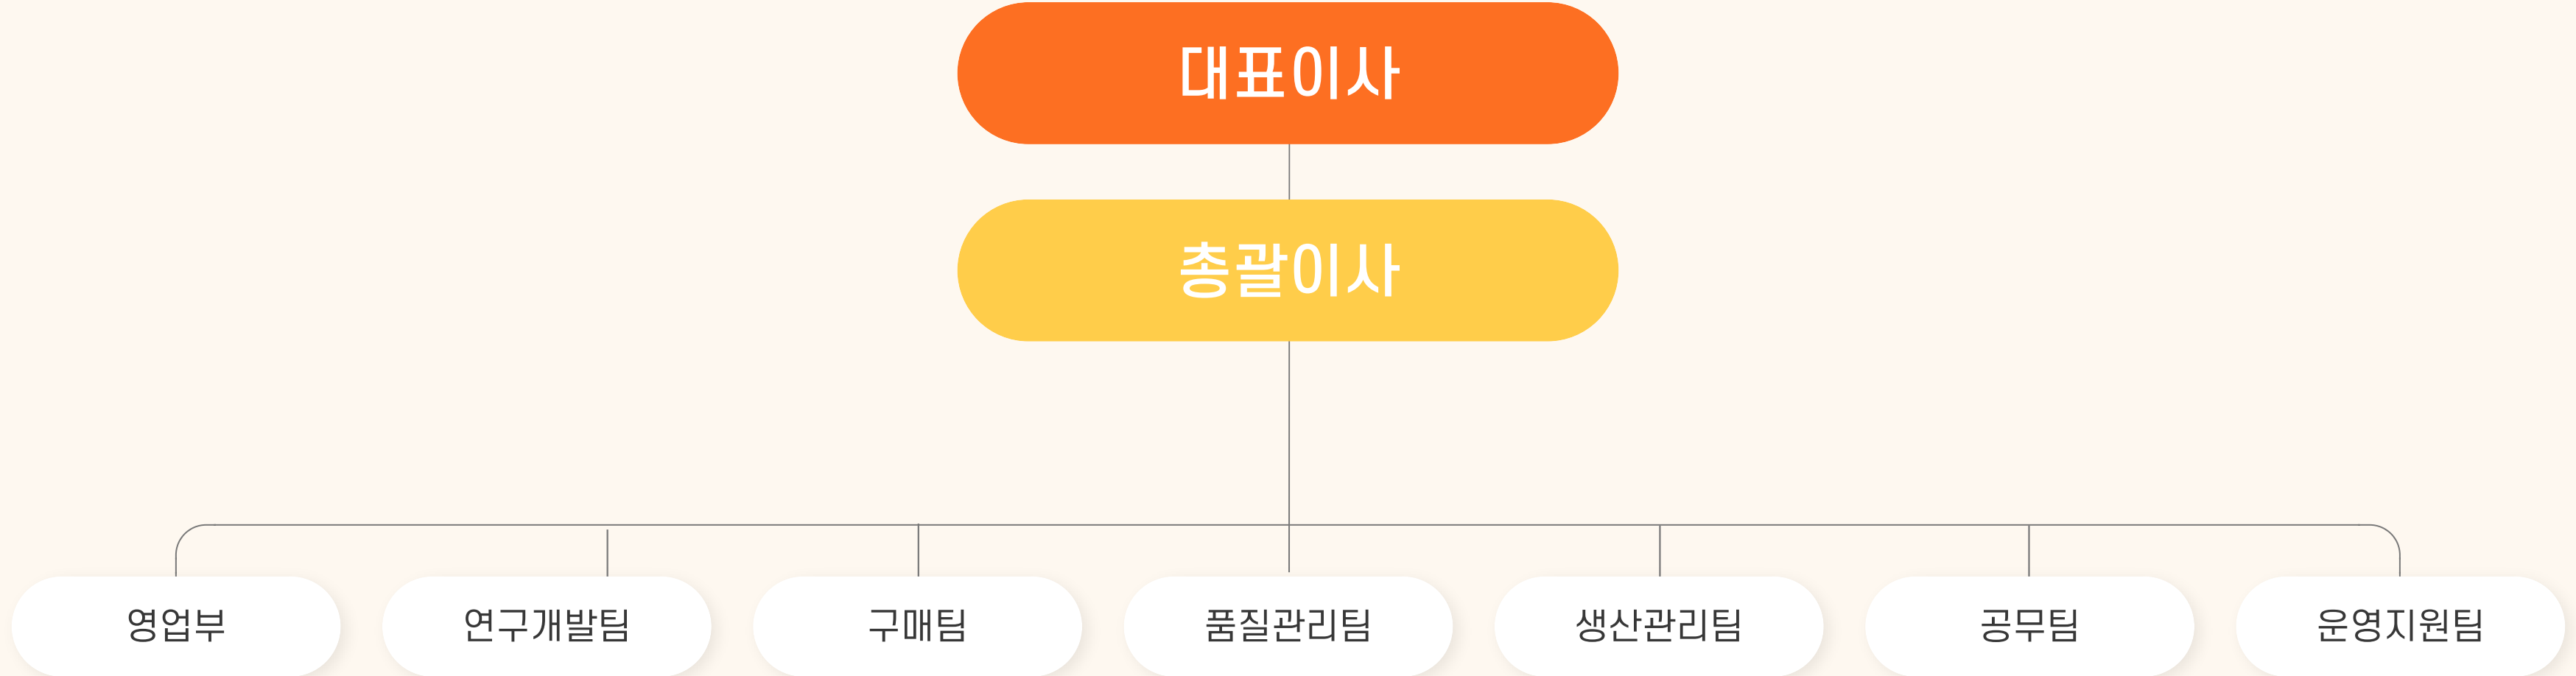 대표이사
총괄이사
영업부
연구개발팀
구매팀
품질관리팀
생산관리팀
공무팀
운영지원팀